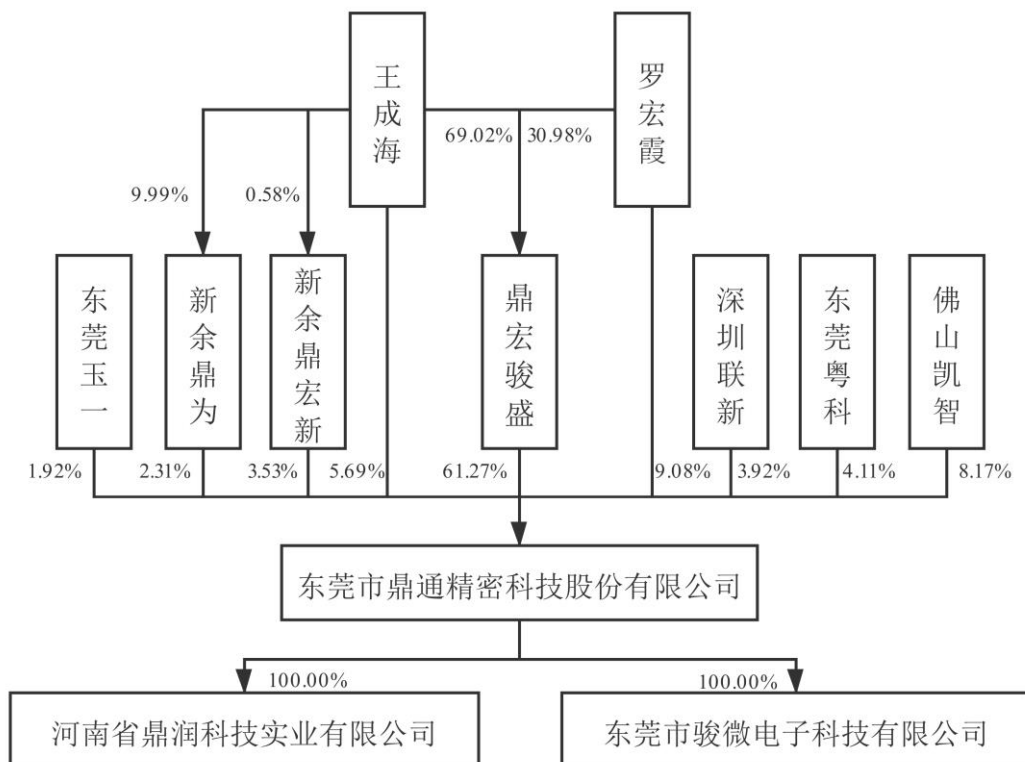 王成海
罗宏霞
69.02%
30.98%
9.99%
0.58%
东莞玉一
新余鼎为
新余鼎宏新
鼎宏骏盛
深圳联新
东莞粤科
佛山凯智
1.92%
2.31%
3.53%
5.69%
61.27%
9.08%
3.92%
4.11%
8.17%
东莞市鼎通精密科技股份有限公司
100.00%
100.00%
河南省鼎润科技实业有限公司
东莞市骏微电子科技有限公司